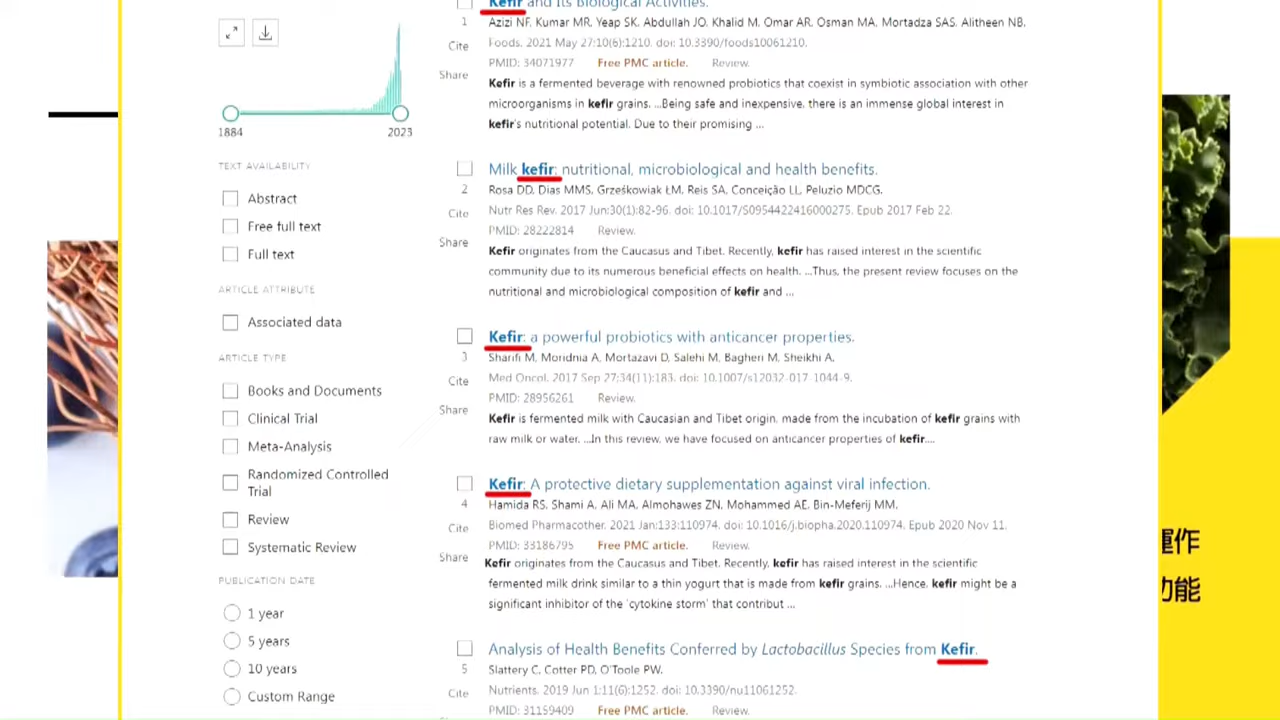 Kefir and Its Biological Activities.
1
Azizi NF, Kumar MR, Yeap SK, Abdullah JO, Khalid M, Omar AR, Osman MA, Mortadza SAS, Alitheen NB.
Cite
Foods. 2021 May 27;10(6):1210. doi: 10.3390/foods10061210.
PMID: 34071977 Free PMC article. Review.
Share
Kefir is a fermented beverage with renowned probiotics that coexist in symbiotic association with other
microorganisms in kefir grains. ...Being safe and inexpensive, there is an immense global interest in
kefir's nutritional potential. Due to their promising ...
1884
2023
TEXT AVAILABILITY
Abstract
Free full text
Full text
ARTICLE ATTRIBUTE
Associated data
ARTICLE TYPE
Books and Documents
Clinical Trial
Meta-Analysis
Randomized Controlled
Trial
Review
Systematic Review
PUBLICATION DATE
1 year
5 years
10 years
Custom Range
Milk kefir: nutritional, microbiological and health benefits.
2
Rosa DD, Dias MMS, Grześkowiak ŁM, Reis SA, Conceição LL, Peluzio MDCG.
Cite
Nutr Res Rev. 2017 Jun;30(1):82-96. doi: 10.1017/S0954422416000275. Epub 2017 Feb 22.
PMID: 28222814 Review.
Share
Kefir originates from the Caucasus and Tibet. Recently, kefir has raised interest in the scientific
community due to its numerous beneficial effects on health. ...Thus, the present review focuses on the
nutritional and microbiological composition of kefir and ...
Kefir: a powerful probiotics with anticancer properties.
3
Sharifi M, Moridnia A, Mortazavi D, Salehi M, Bagheri M, Sheikhi A.
Cite
Med Oncol. 2017 Sep 27;34(11):183. doi: 10.1007/s12032-017-1044-9.
PMID: 28956261 Review.
Share
Kefir is fermented milk with Caucasian and Tibet origin, made from the incubation of kefir grains with
raw milk or water. ...In this review, we have focused on anticancer properties of kefir....
Kefir: A protective dietary supplementation against viral infection.
4
Hamida RS, Shami A, Ali MA, Almohawes ZN, Mohammed AE, Bin-Meferij MM.
Cite
Biomed Pharmacother. 2021 Jan;133:110974. doi: 10.1016/j.biopha.2020.110974. Epub 2020 Nov 11.
PMID: 33186795 Free PMC article. Review.
Share
Kefir originates from the Caucasus and Tibet. Recently, kefir has raised interest in the scientific
fermented milk drink similar to a thin yogurt that is made from kefir grains. ...Hence, kefir might be a
significant inhibitor of the 'cytokine storm' that contribut ...
Analysis of Health Benefits Conferred by Lactobacillus Species from Kefir.
5
Slattery C, Cotter PD, O'Toole PW.
Cite
Nutrients. 2019 Jun 1;11(6):1252. doi: 10.3390/nu11061252.
PMID: 31159409 Free PMC article. Review.
運作
功能